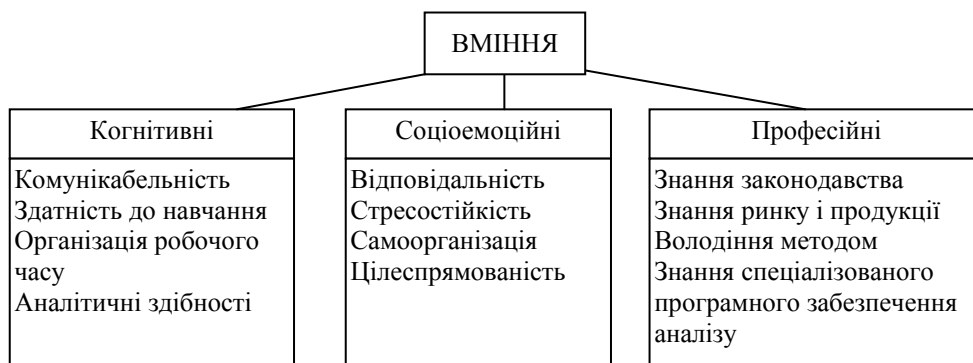 ВМІННЯ
Когнітивні
Комунікабельність
Здатність до навчання
Організація робочого
часу
Аналітичні здібності
Соціоемоційні
Відповідальність
Стресостійкість
Самоорганізація
Цілеспрямованість
Професійні
Знання законодавства
Знання ринку і продукції
Володіння методом
Знання спеціалізованого
програмного забезпечення
аналізу